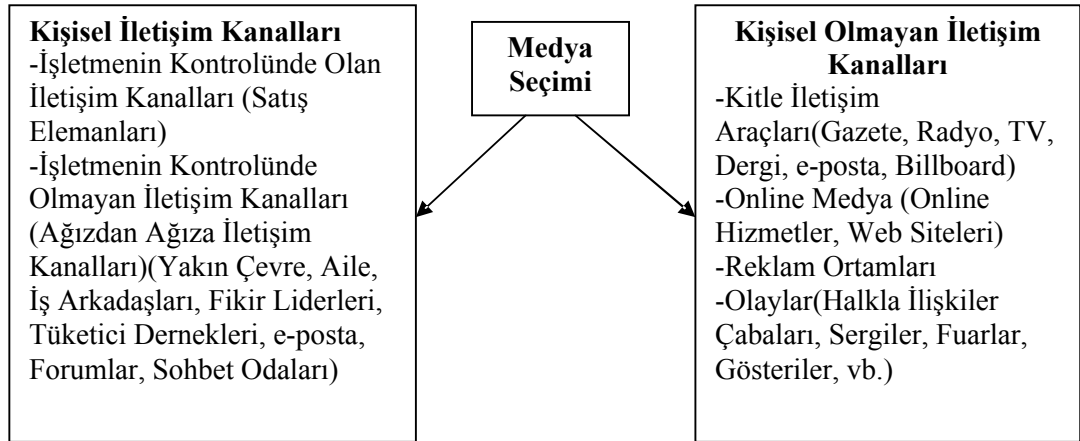 Kişisel İletişim Kanalları
-İşletmenin Kontrolünde Olan
İletişim Kanalları (Satış
Elemanları)
-İşletmenin Kontrolünde
Olmayan İletişim Kanalları
(Ağızdan Ağıza İletişim
Kanalları)(Yakın Çevre, Aile,
İş Arkadaşları, Fikir Liderleri,
Tüketici Dernekleri, e-posta,
Forumlar, Sohbet Odaları)
Medya
Seçimi
Kişisel Olmayan İletişim
Kanalları
-Kitle İletişim
Araçları(Gazete, Radyo, TV,
Dergi, e-posta, Billboard)
-Online Medya (Online
Hizmetler, Web Siteleri)
-Reklam Ortamları
-Olaylar(Halkla İlişkiler
Çabaları, Sergiler, Fuarlar,
Gösteriler, vb.)